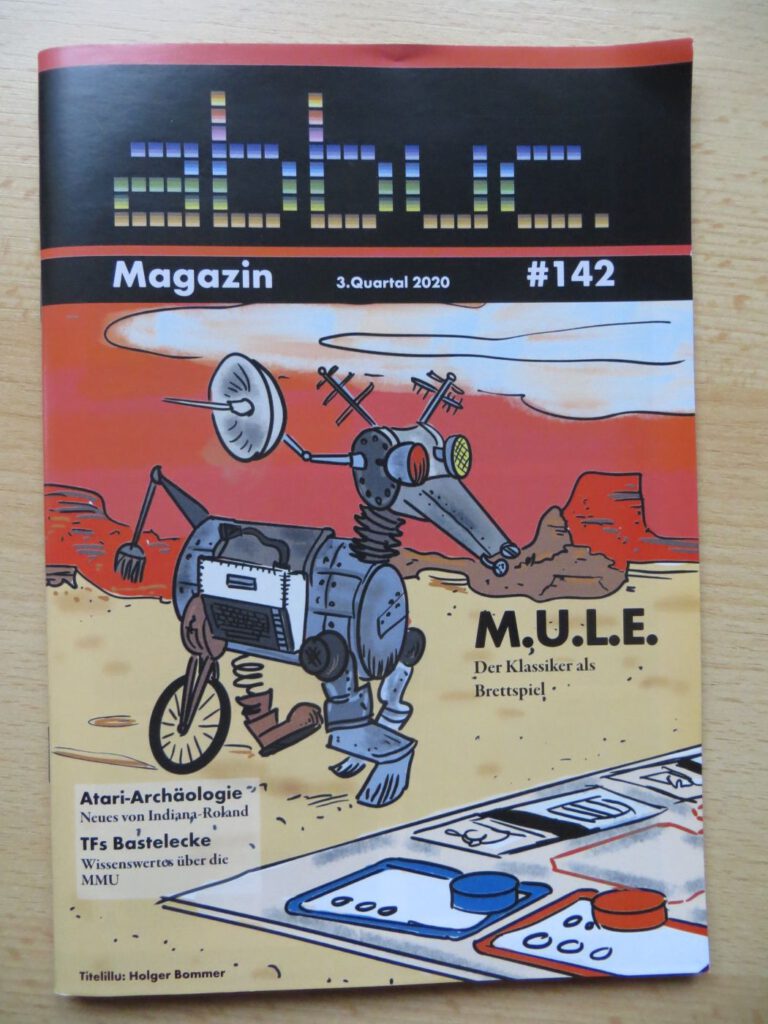 abbuc.
Magazin 3.Quartal 2020 #142
M.U.L.E.
Der Klassiker als
Brettspiel
Atari-Archäologie
Neues von Indiana-Roland
TFs Bastelecke
Wissenswertes über die
MMU
Titelillu: Holger Bommer